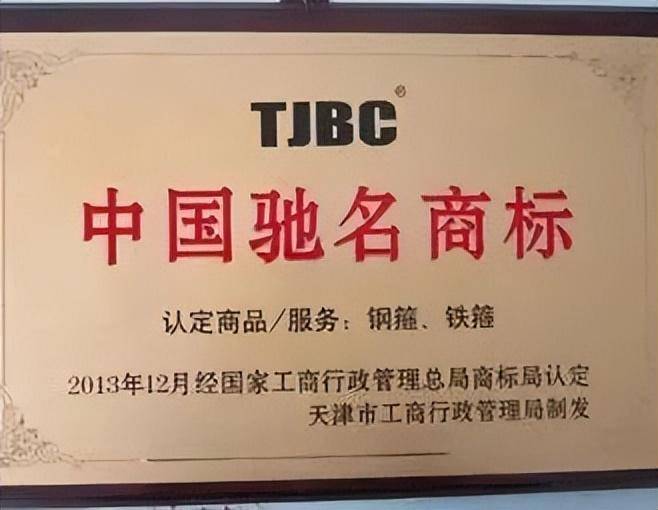 TJBC®
中国驰名商标
认定商品/服务：钢箍、铁箍
2013年12月经国家工商行政管理总局商标局认定
天津市工商行政管理局制发